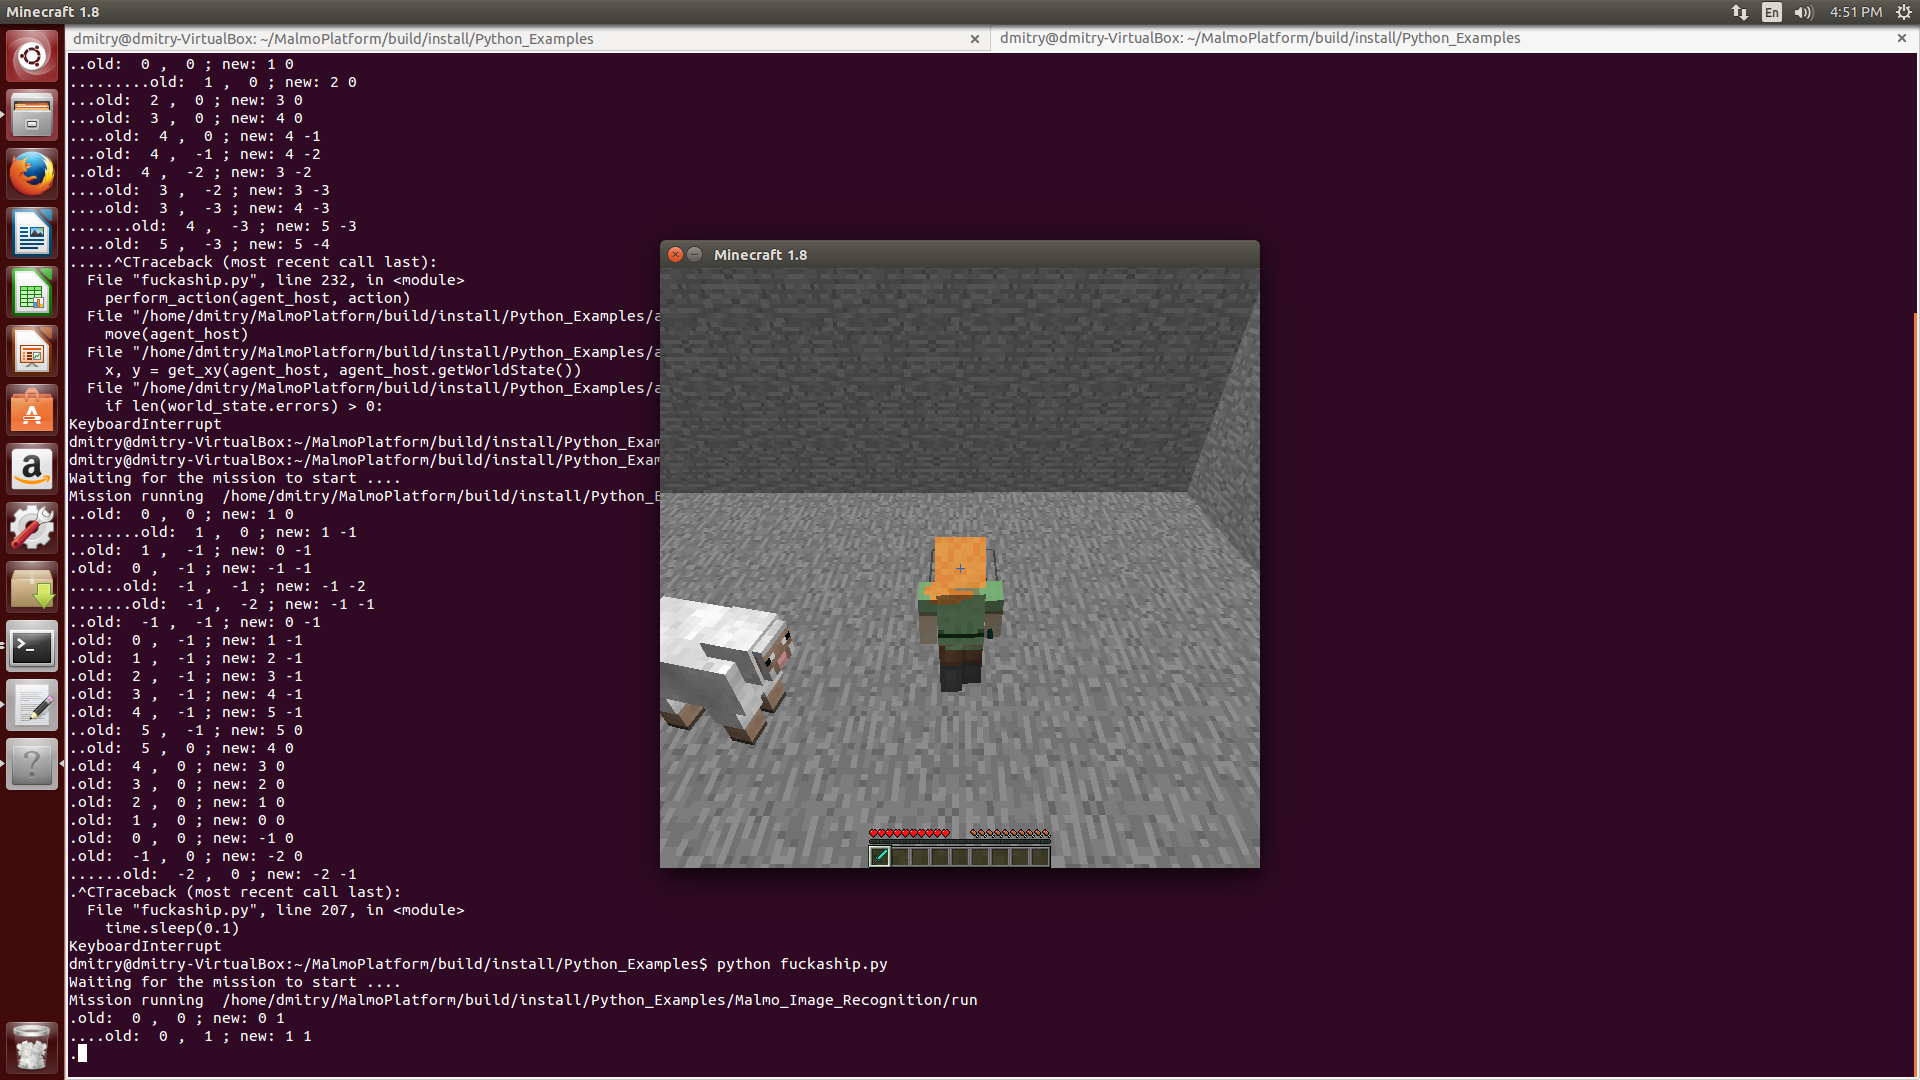 Minecraft 1.8
En
4:51 PM
dmitry@dmitry-VirtualBox: ~/MalmoPlatform/build/install/Python_Examples
dmitry@dmitry-VirtualBox: ~/MalmoPlatform/build/install/Python_Examples
..old:  0 ,  0 ; new: 1 0
.........old:  1 ,  0 ; new: 2 0
...old:  2 ,  0 ; new: 3 0
...old:  3 ,  0 ; new: 4 0
....old:  4 ,  0 ; new: 4 -1
...old:  4 ,  -1 ; new: 4 -2
..old:  4 ,  -2 ; new: 3 -2
....old:  3 ,  -2 ; new: 3 -3
....old:  3 ,  -3 ; new: 4 -3
.......old:  4 ,  -3 ; new: 5 -3
....old:  5 ,  -3 ; new: 5 -4
.....^CTraceback (most recent call last):
  File "fuckaship.py", line 232, in <module>
    perform_action(agent_host, action)
  File "/home/dmitry/MalmoPlatform/build/install/Python_Examples/a
    move(agent_host)
  File "/home/dmitry/MalmoPlatform/build/install/Python_Examples/a
    x, y = get_xy(agent_host, agent_host.getWorldState())
  File "/home/dmitry/MalmoPlatform/build/install/Python_Examples/a
    if len(world_state.errors) > 0:
KeyboardInterrupt
dmitry@dmitry-VirtualBox:~/MalmoPlatform/build/install/Python_Exam
dmitry@dmitry-VirtualBox:~/MalmoPlatform/build/install/Python_Exam
Waiting for the mission to start ....
Mission running  /home/dmitry/MalmoPlatform/build/install/Python_E
..old:  0 ,  0 ; new: 1 0
........old:  1 ,  0 ; new: 1 -1
..old:  1 ,  -1 ; new: 0 -1
.old:  0 ,  -1 ; new: -1 -1
......old:  -1 ,  -1 ; new: -1 -2
.......old:  -1 ,  -2 ; new: -1 -1
..old:  -1 ,  -1 ; new: 0 -1
.old:  0 ,  -1 ; new: 1 -1
.old:  1 ,  -1 ; new: 2 -1
.old:  2 ,  -1 ; new: 3 -1
.old:  3 ,  -1 ; new: 4 -1
.old:  4 ,  -1 ; new: 5 -1
..old:  5 ,  -1 ; new: 5 0
..old:  5 ,  0 ; new: 4 0
.old:  4 ,  0 ; new: 3 0
.old:  3 ,  0 ; new: 2 0
.old:  2 ,  0 ; new: 1 0
.old:  1 ,  0 ; new: 0 0
.old:  0 ,  0 ; new: -1 0
.old:  -1 ,  0 ; new: -2 0
......old:  -2 ,  0 ; new: -2 -1
.^CTraceback (most recent call last):
  File "fuckaship.py", line 207, in <module>
    time.sleep(0.1)
KeyboardInterrupt
dmitry@dmitry-VirtualBox:~/MalmoPlatform/build/install/Python_Examples$ python fuckaship.py
Waiting for the mission to start ....
Mission running  /home/dmitry/MalmoPlatform/build/install/Python_Examples/Malmo_Image_Recognition/run
.old:  0 ,  0 ; new: 0 1
....old:  0 ,  1 ; new: 1 1
.
Minecraft 1.8